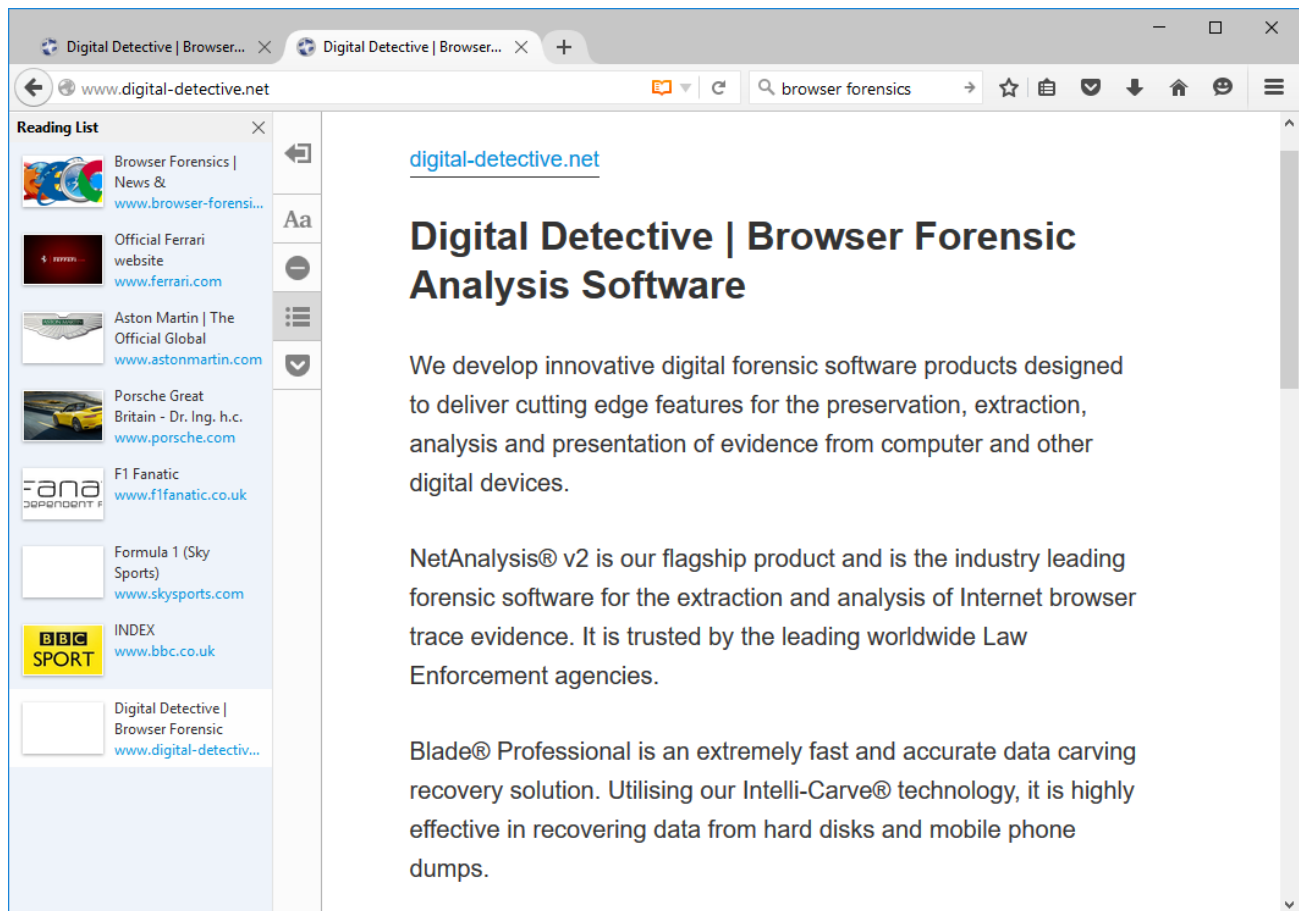 Digital Detective | Browser...
Digital Detective | Browser...
www.digital-detective.net
browser forensics
Reading List
Browser Forensics |
News &
www.browser-forensi...
Official Ferrari
website
www.ferrari.com
Aston Martin | The
Official Global
www.astonmartin.com
Porsche Great
Britain - Dr. Ing. h.c.
www.porsche.com
FANA
F1 Fanatic
www.f1fanatic.co.uk
Formula 1 (Sky
Sports)
www.skysports.com
BBC
SPORT
INDEX
www.bbc.co.uk
Digital Detective |
Browser Forensic
www.digital-detectiv...
Aa
digital-detective.net
Digital Detective | Browser Forensic
Analysis Software
We develop innovative digital forensic software products designed
to deliver cutting edge features for the preservation, extraction,
analysis and presentation of evidence from computer and other
digital devices.
NetAnalysis® v2 is our flagship product and is the industry leading
forensic software for the extraction and analysis of Internet browser
trace evidence. It is trusted by the leading worldwide Law
Enforcement agencies.
Blade® Professional is an extremely fast and accurate data carving
recovery solution. Utilising our Intelli-Carve® technology, it is highly
effective in recovering data from hard disks and mobile phone
dumps.